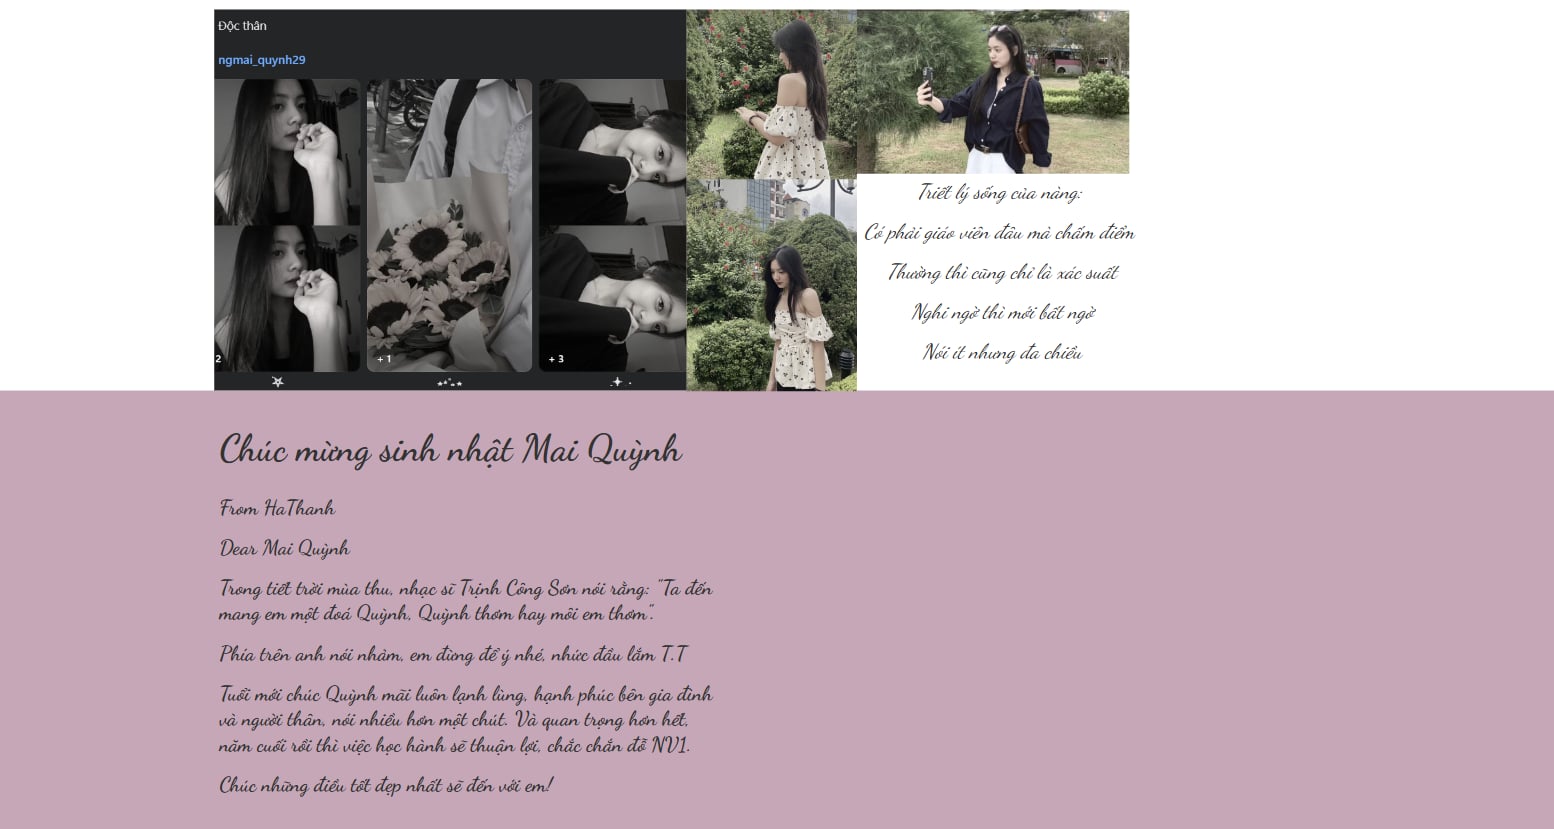 Độc thân
ngmai_quynh29
2
+ 1
+ 3
Triết lý sống của nàng:
Có phải giáo viên đâu mà chấm điểm
Thường thì cũng chỉ là xác suất
Nghi ngờ thì mới bất ngờ
Nói ít nhưng đa chiều
Chúc mừng sinh nhật Mai Quỳnh
From HaThanh
Dear Mai Quỳnh
Trong tiết trời mùa thu, nhạc sĩ Trịnh Công Sơn nói rằng: "Ta đến
mang em một đoá Quỳnh, Quỳnh thơm hay môi em thơm".
Phía trên anh nói nhảm, em đừng để ý nhé, nhức đầu lắm T.T
Tuổi mới chúc Quỳnh mãi luôn lạnh lùng, hạnh phúc bên gia đình
và người thân, nói nhiều hơn một chút. Và quan trọng hơn hết,
năm cuối rồi thì việc học hành sẽ thuận lợi, chắc chắn đỗ NV1.
Chúc những điều tốt đẹp nhất sẽ đến với em!